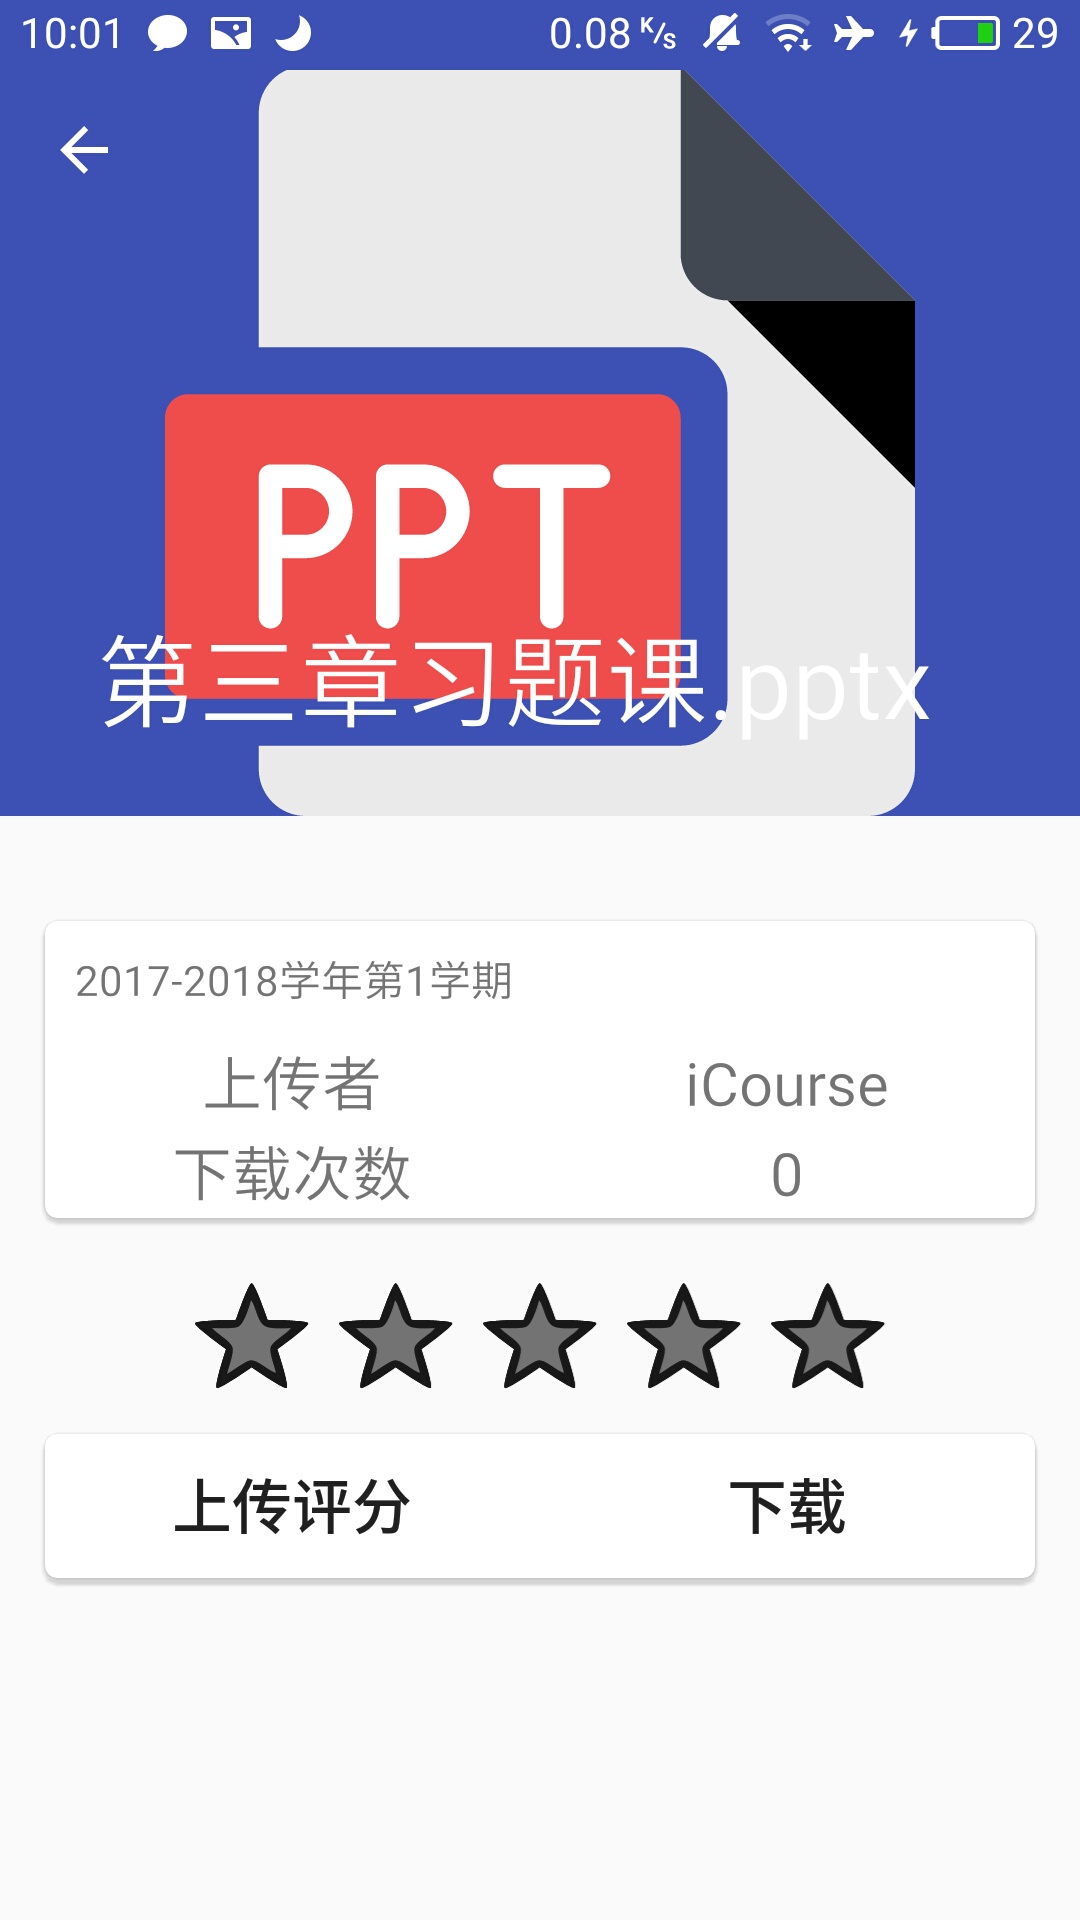 10:01 0.08 K/s 29
PPT
第三章习题课.pptx
2017-2018学年第1学期
上传者 iCourse
下载次数 0
上传评分 下载